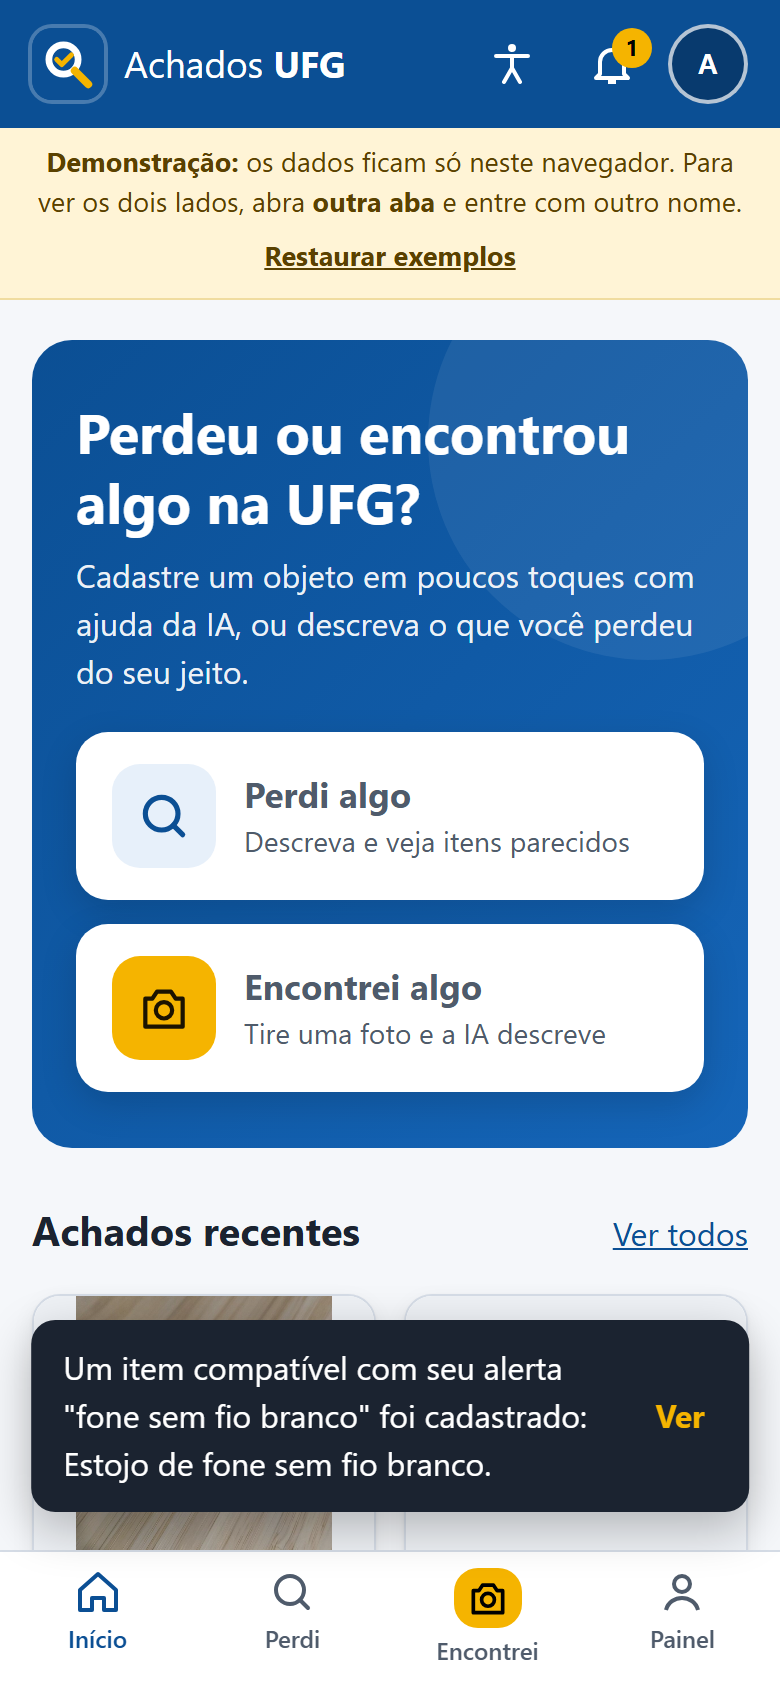 Achados UFG
1
A
Demonstração: os dados ficam só neste navegador. Para
ver os dois lados, abra outra aba e entre com outro nome.
Restaurar exemplos
Perdeu ou encontrou
algo na UFG?
Cadastre um objeto em poucos toques com
ajuda da IA, ou descreva o que você perdeu
do seu jeito.
Perdi algo
Descreva e veja itens parecidos
Encontrei algo
Tire uma foto e a IA descreve
Achados recentes
Ver todos
Um item compatível com seu alerta
"fone sem fio branco" foi cadastrado:
Estojo de fone sem fio branco.
Ver
Início
Perdi
Encontrei
Painel